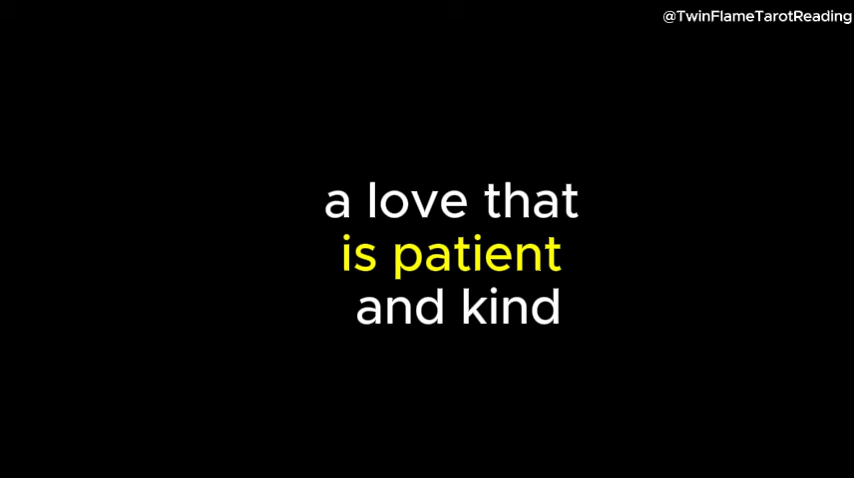 @TwinFlameTarotReading
a love that
is patient
and kind